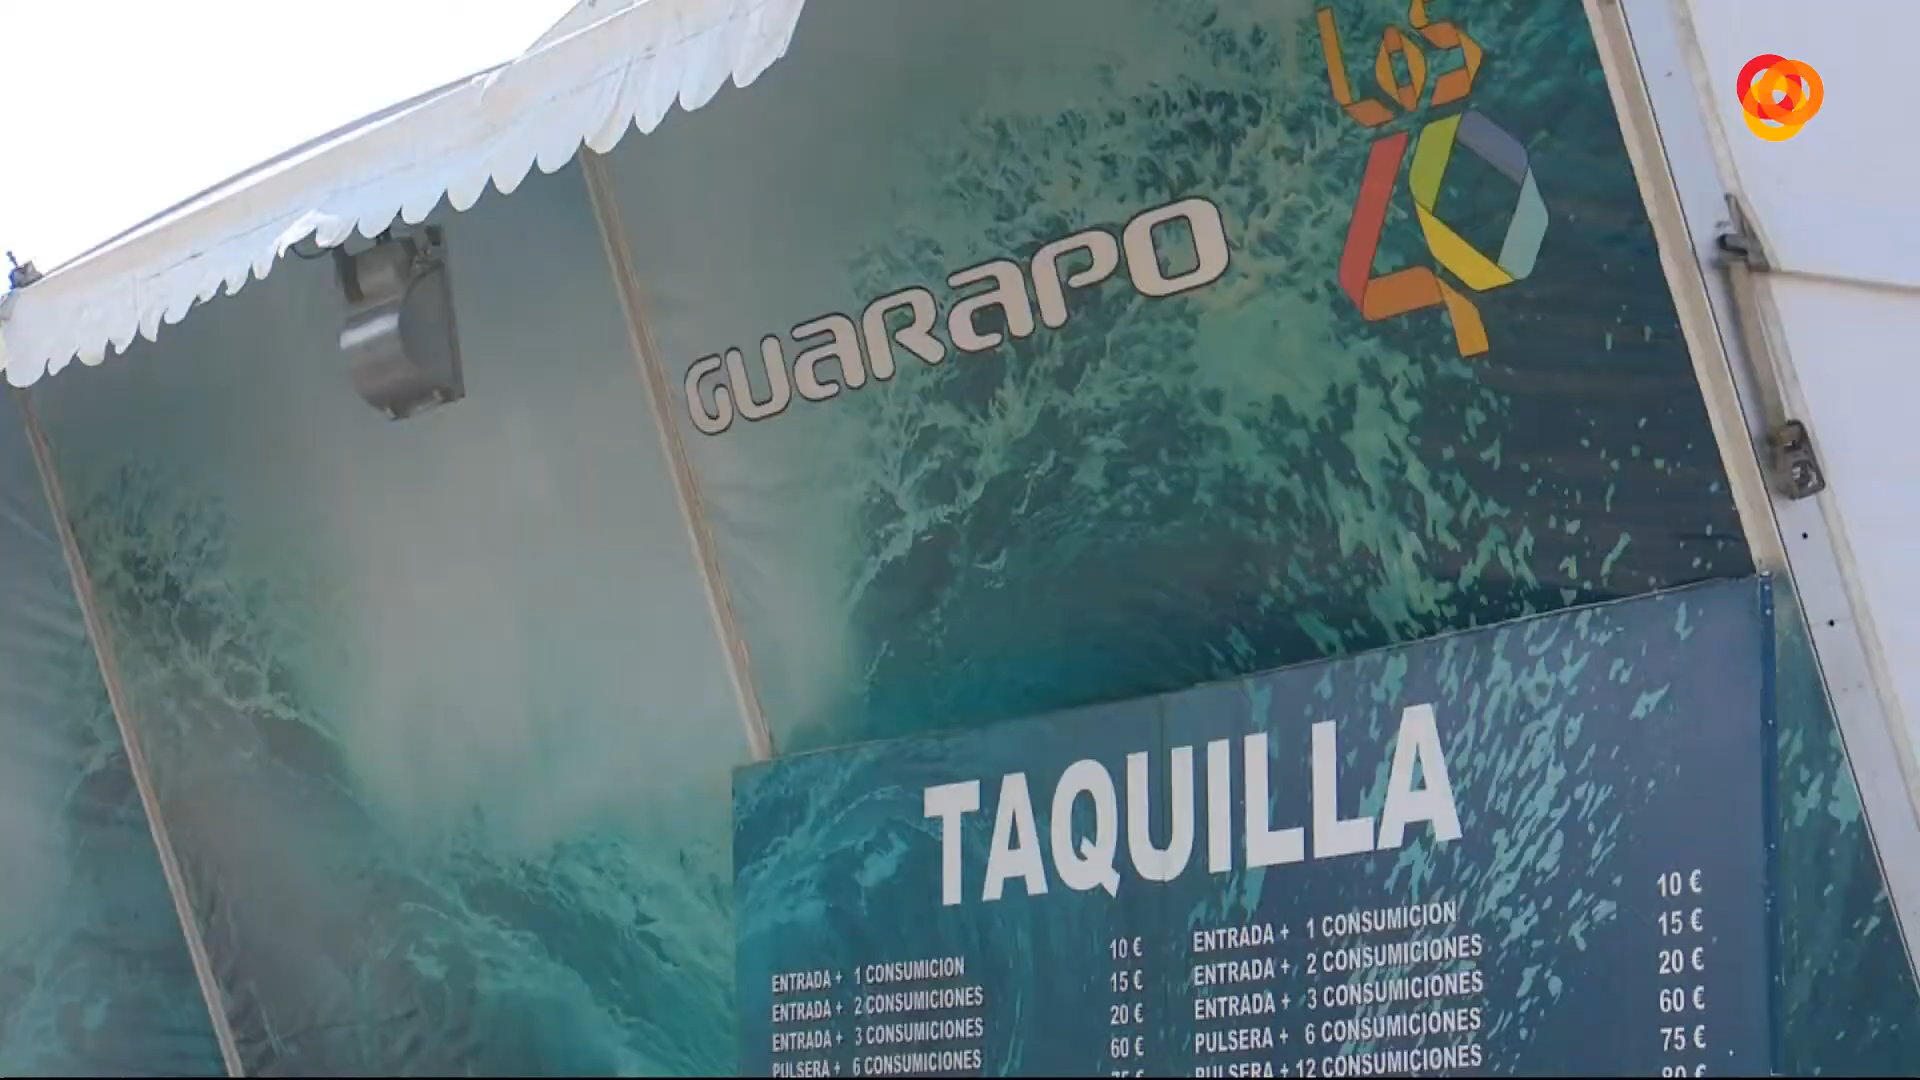 LOS
40
GUARAPO
TAQUILLA
ENTRADA + 1 CONSUMICION 10 €
ENTRADA + 2 CONSUMICIONES 15 €
ENTRADA + 3 CONSUMICIONES 20 €
PULSERA + 6 CONSUMICIONES 60 €
ENTRADA + 1 CONSUMICION 10 €
ENTRADA + 2 CONSUMICIONES 15 €
ENTRADA + 3 CONSUMICIONES 20 €
PULSERA + 6 CONSUMICIONES 60 €
PULSERA + 12 CONSUMICIONES 75 €